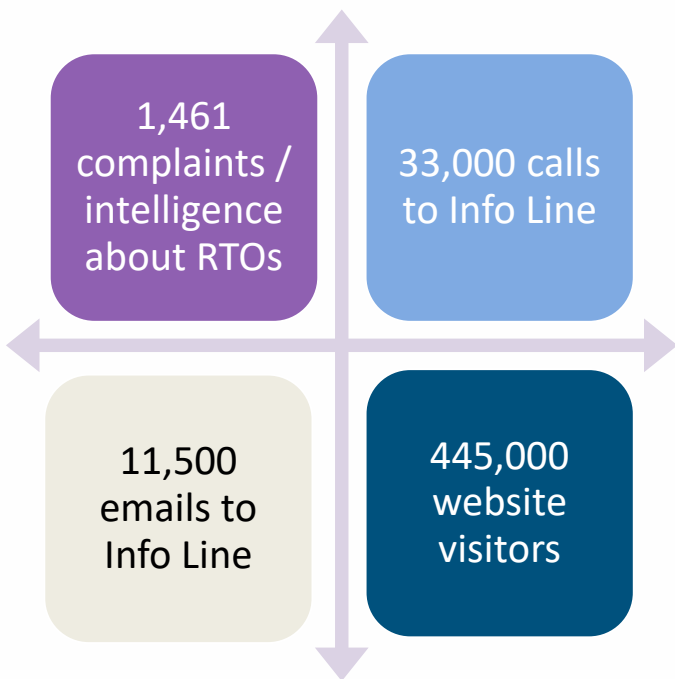 1,461
complaints /
intelligence
about RTOs
33,000 calls
to Info Line
11,500
emails to
Info Line
445,000
website
visitors